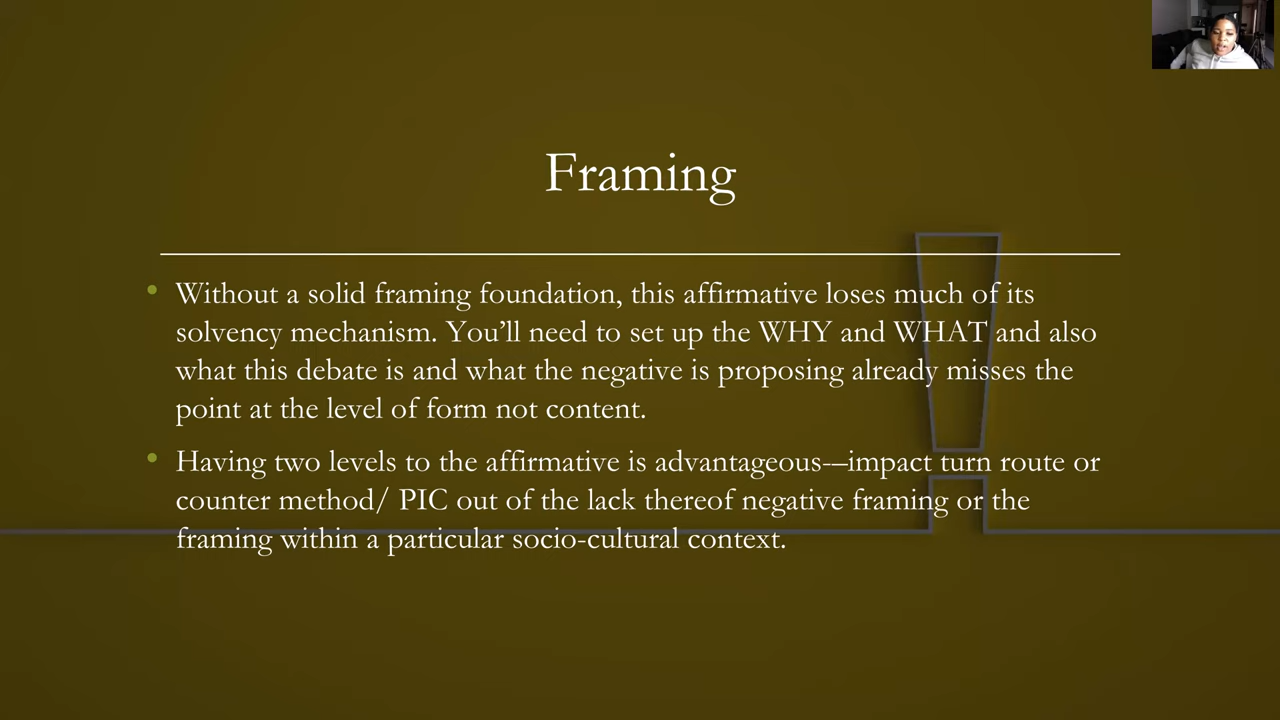 Framing
Without a solid framing foundation, this affirmative loses much of its
solvency mechanism. You’ll need to set up the WHY and WHAT and also
what this debate is and what the negative is proposing already misses the
point at the level of form not content.
Having two levels to the affirmative is advantageous-–impact turn route or
counter method/ PIC out of the lack thereof negative framing or the
framing within a particular socio-cultural context.